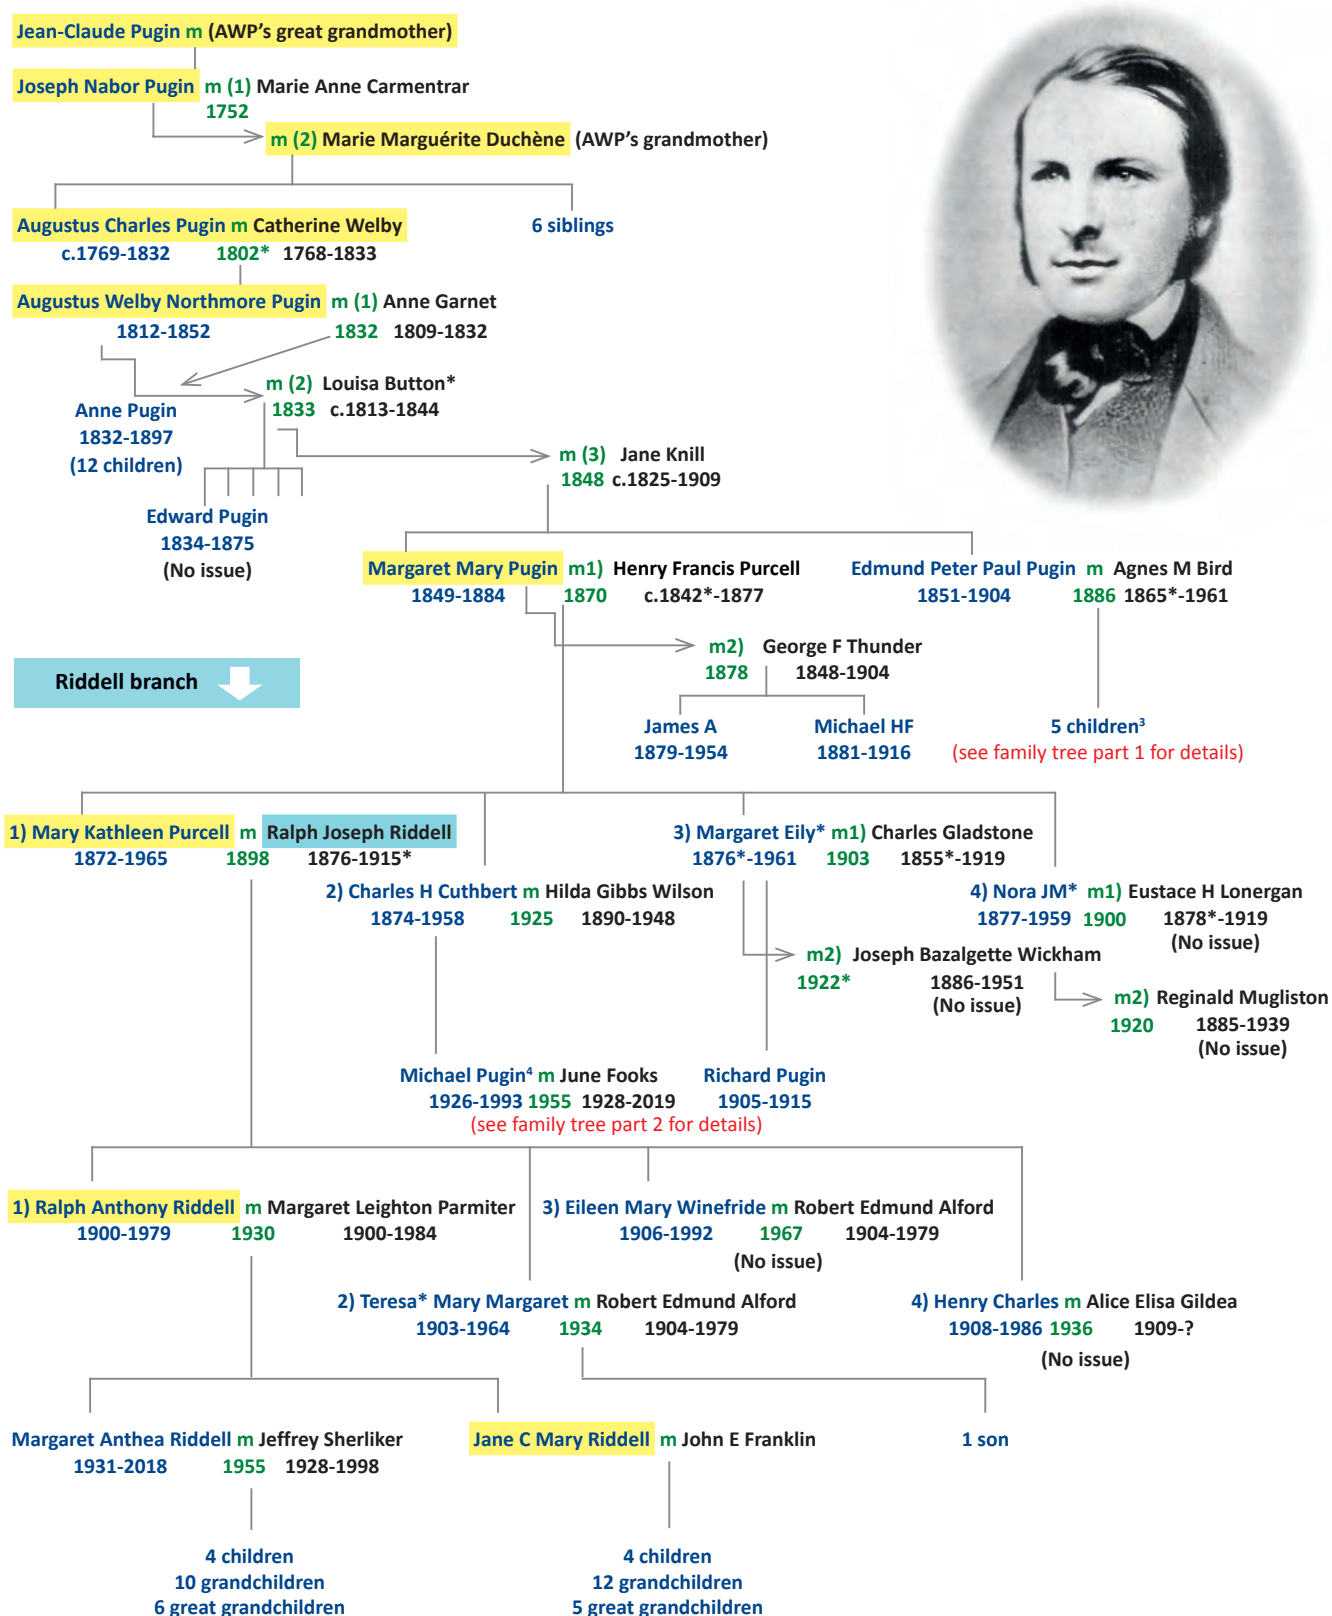 Jean-Claude Pugin m (AWP's great grandmother)
Joseph Nabor Pugin m (1) Marie Anne Carmentrar
1752
m (2) Marie Marguérite Duchène (AWP's grandmother)
Augustus Charles Pugin m Catherine Welby
6 siblings
c.1769-1832 1802* 1768-1833
Augustus Welby Northmore Pugin m (1) Anne Garnet
1812-1852 1832 1809-1832
m (2) Louisa Button*
1833 c.1813-1844
Anne Pugin
1832-1897
(12 children)
m (3) Jane Knill
1848 c.1825-1909
Edward Pugin
1834-1875
(No issue)
Margaret Mary Pugin m1) Henry Francis Purcell
1849-1884 1870 c.1842*-1877
Edmund Peter Paul Pugin m Agnes M Bird
1851-1904 1886 1865*-1961
m2) George F Thunder
1878 1848-1904
Riddell branch
James A
1879-1954
Michael HF
1881-1916
5 children³
(see family tree part 1 for details)
1) Mary Kathleen Purcell m Ralph Joseph Riddell
1872-1965 1898 1876-1915*
3) Margaret Eily* m1) Charles Gladstone
1876*-1961 1903 1855*-1919
2) Charles H Cuthbert m Hilda Gibbs Wilson
1874-1958 1925 1890-1948
4) Nora JM* m1) Eustace H Lonergan
1877-1959 1900 1878*-1919
(No issue)
m2) Joseph Bazalgette Wickham
1922* 1886-1951
(No issue)
m2) Reginald Mugliston
1920 1885-1939
(No issue)
Michael Pugin⁴ m June Fooks
1926-1993 1955 1928-2019
(see family tree part 2 for details)
Richard Pugin
1905-1915
1) Ralph Anthony Riddell m Margaret Leighton Parmiter
1900-1979 1930 1900-1984
3) Eileen Mary Winefride m Robert Edmund Alford
1906-1992 1967 1904-1979
(No issue)
2) Teresa* Mary Margaret m Robert Edmund Alford
1903-1964 1934 1904-1979
4) Henry Charles m Alice Elisa Gildea
1908-1986 1936 1909-?
(No issue)
Margaret Anthea Riddell m Jeffrey Sherliker
1931-2018 1955 1928-1998
Jane C Mary Riddell m John E Franklin
1 son
4 children
10 grandchildren
6 great grandchildren
4 children
12 grandchildren
5 great grandchildren